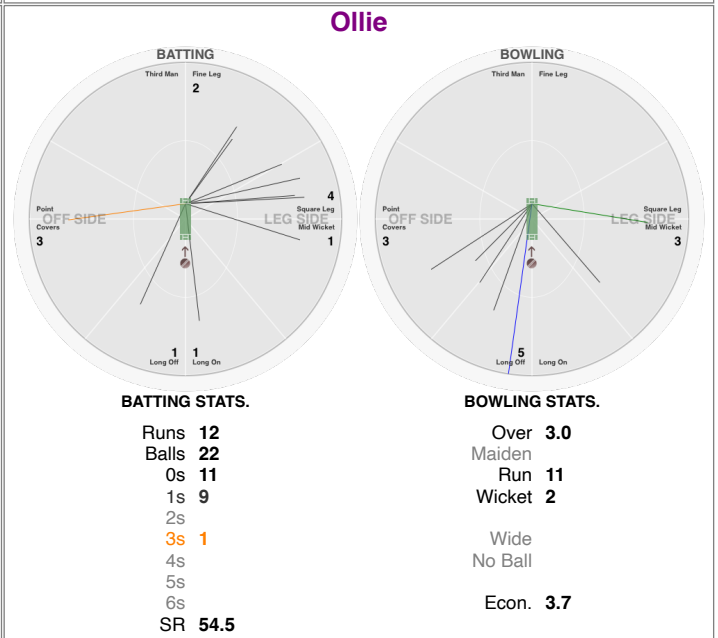 Ollie
BATTING
Third Man
Fine Leg
2
Point
OFF SIDE
Covers
3
4
Square Leg
LEG SIDE
Mid Wicket
1
1
1
Long Off
Long On
BATTING STATS.
Runs 12
Balls 22
0s 11
1s 9
2s
3s 1
4s
5s
6s
SR 54.5
BOWLING
Third Man
Fine Leg
Point
OFF SIDE
Covers
3
Square Leg
LEG SIDE
Mid Wicket
3
5
Long Off
Long On
BOWLING STATS.
Over 3.0
Maiden
Run 11
Wicket 2
Wide
No Ball
Econ. 3.7